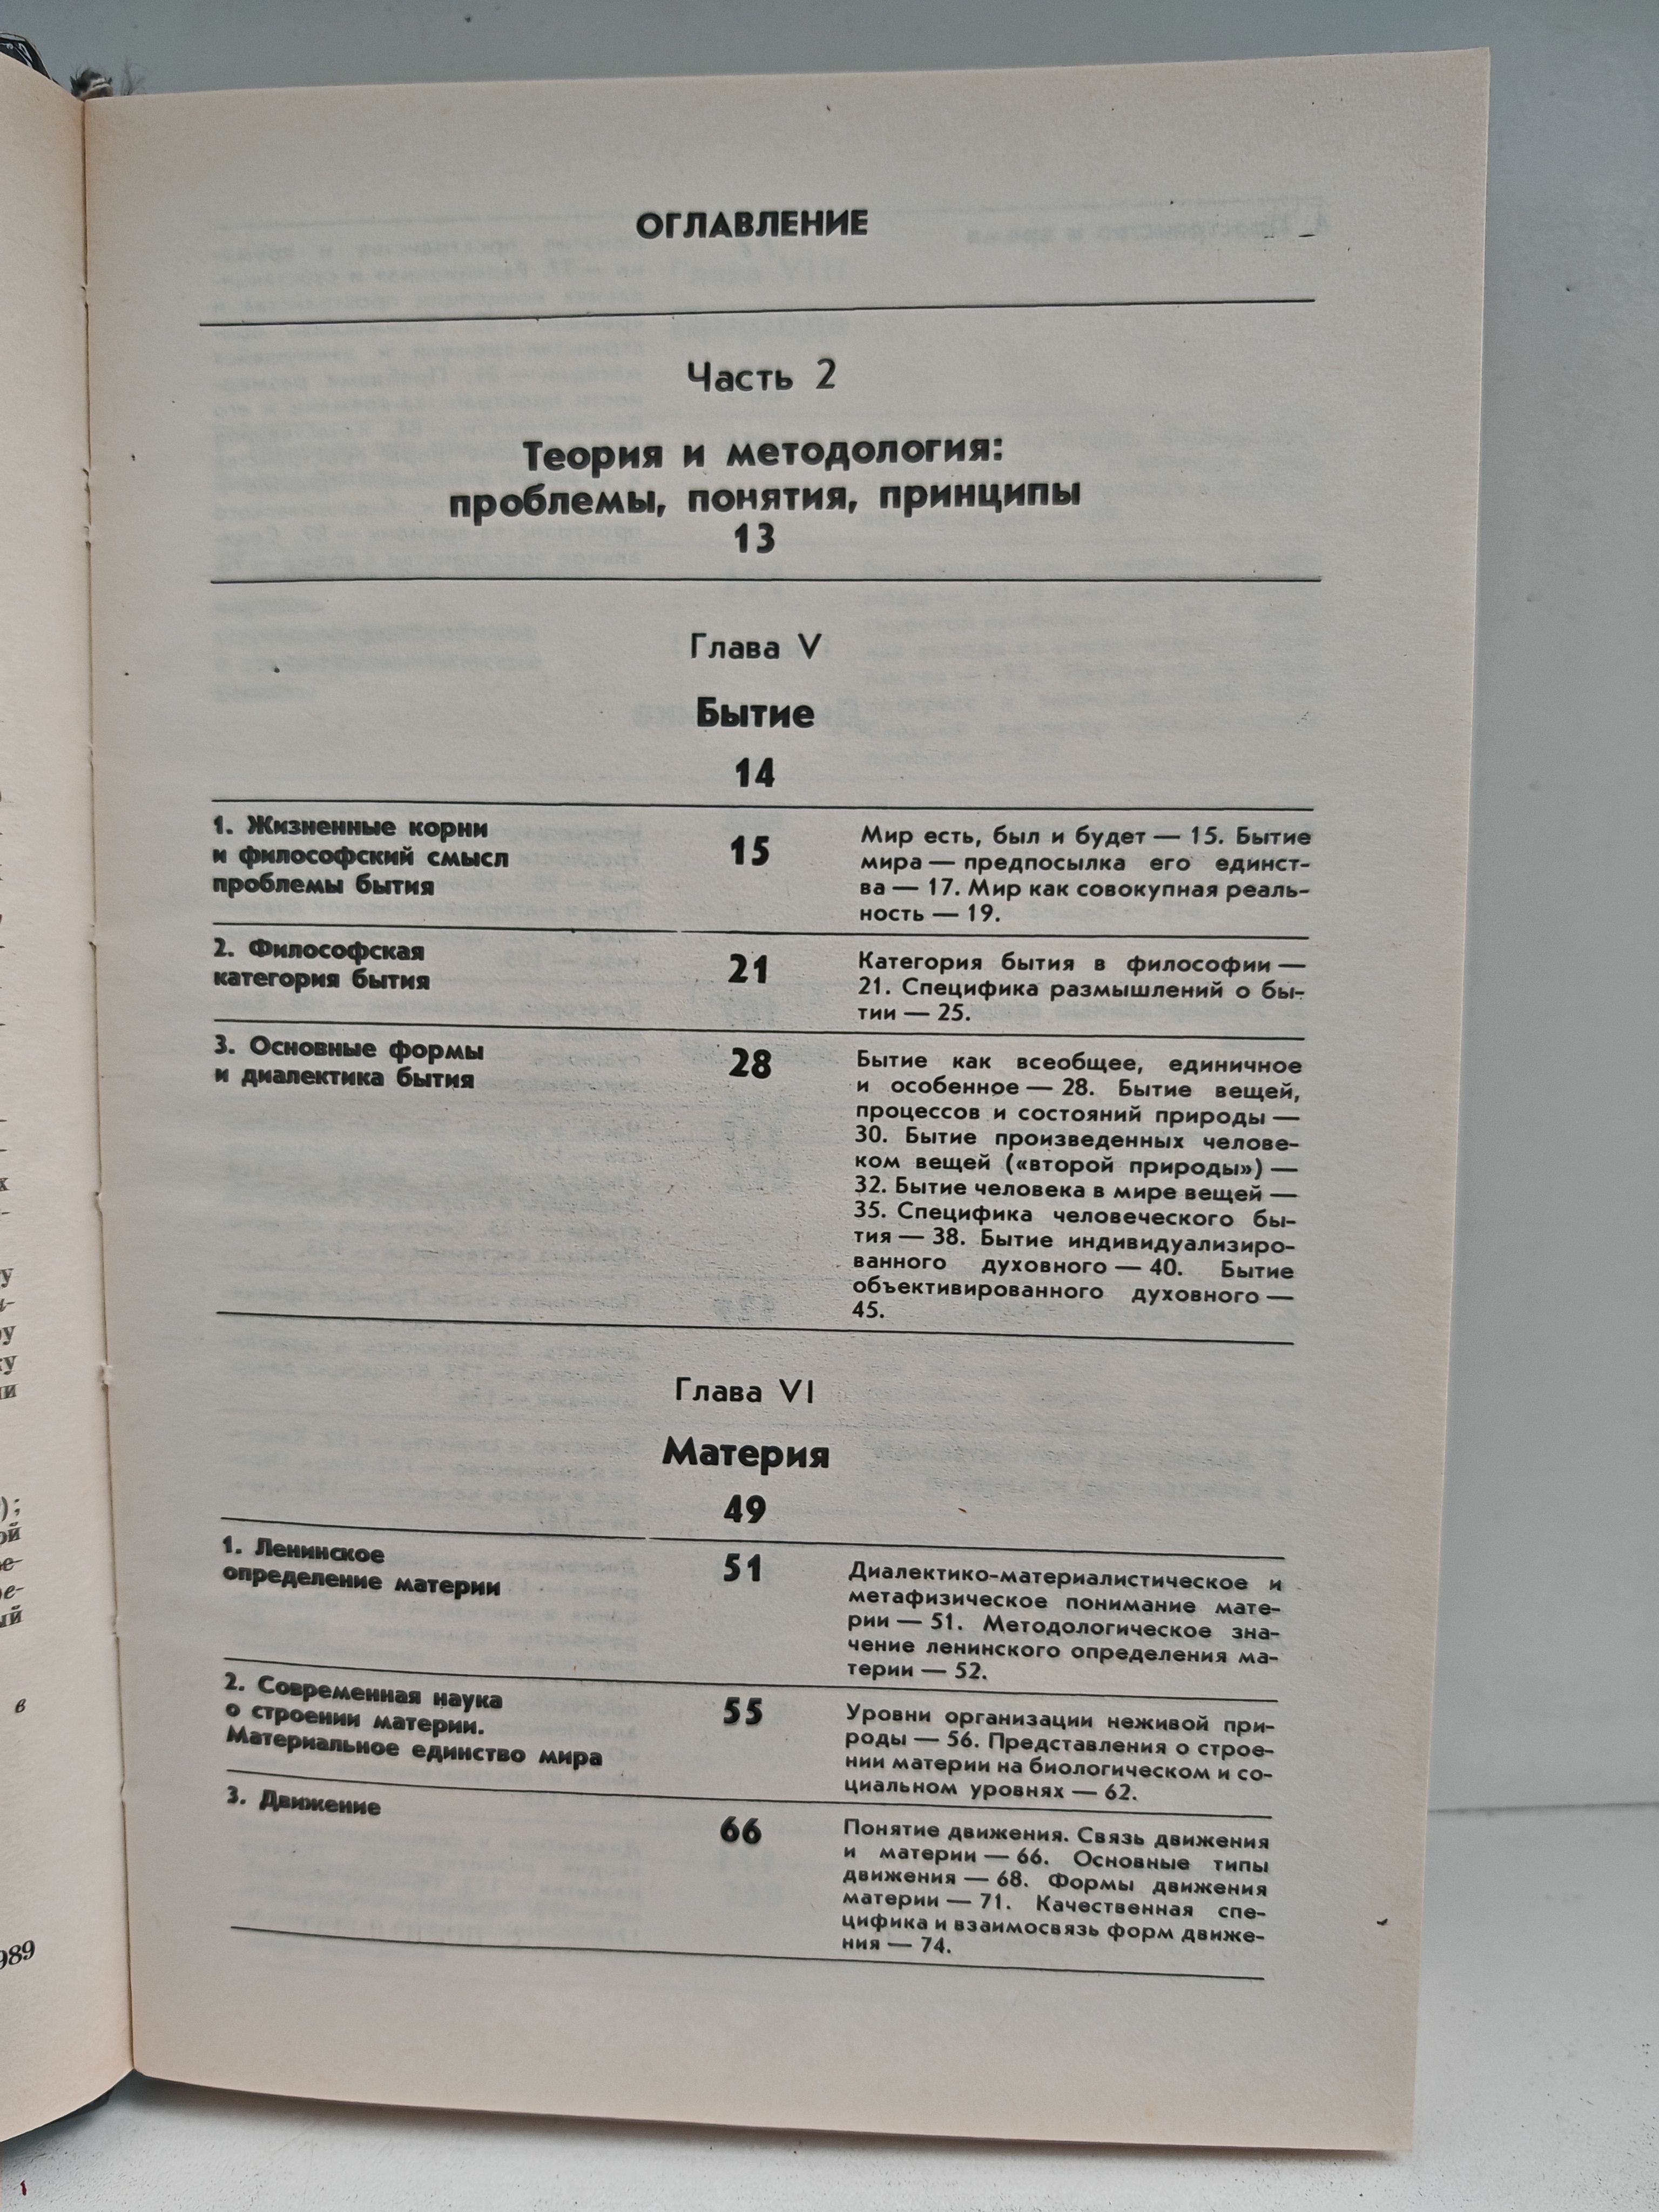 ОГЛАВЛЕНИЕ
Часть 2
Теория и методология:
проблемы, понятия, принципы
13
Глава V
Бытие
14
1. Жизненные корни
и философский смысл
проблемы бытия
15
Мир есть, был и будет — 15. Бытие
мира — предпосылка его единст-
ва — 17. Мир как совокупная реаль-
ность — 19.
2. Философская
категория бытия
21
Категория бытия в философии —
21. Специфика размышлений о бы-
тии — 25.
3. Основные формы
и диалектика бытия
28
Бытие как всеобщее, единичное
и особенное — 28. Бытие вещей,
процессов и состояний природы —
30. Бытие произведенных челове-
ком вещей («второй природы») —
32. Бытие человека в мире вещей —
35. Специфика человеческого бы-
тия — 38. Бытие индивидуализиро-
ванного духовного — 40. Бытие
объективированного духовного —
45.
Глава VI
Материя
49
1. Ленинское
определение материи
51
Диалектико-материалистическое и
метафизическое понимание мате-
рии — 51. Методологическое зна-
чение ленинского определения ма-
терии — 52.
2. Современная наука
о строении материи.
Материальное единство мира
55
Уровни организации неживой при-
роды — 56. Представления о строе-
нии материи на биологическом и со-
циальном уровнях — 62.
3. Движение
66
Понятие движения. Связь движения
и материи — 66. Основные типы
движения — 68. Формы движения
материи — 71. Качественная спе-
цифика и взаимосвязь форм движе-
ния — 74.